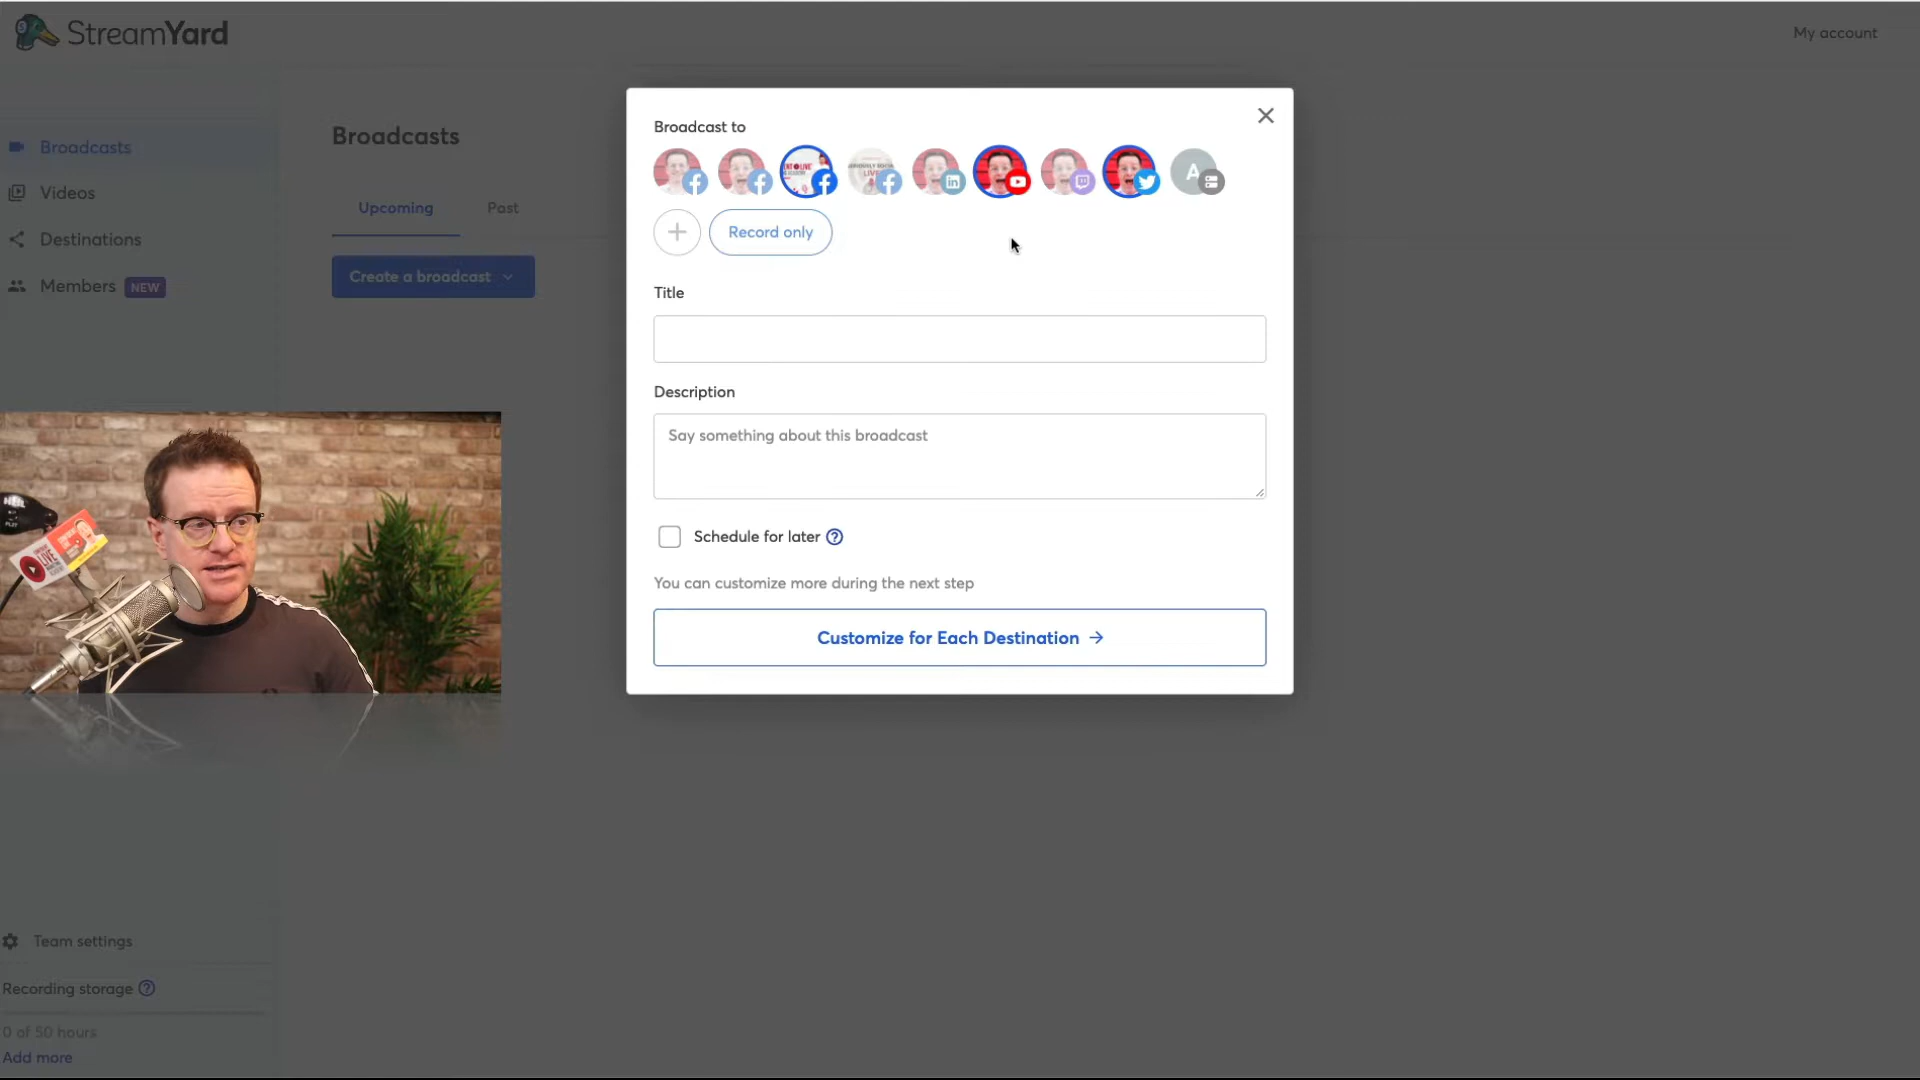 StreamYard
My account
Broadcasts
Videos
Destinations
Members NEW
Broadcasts
Upcoming Past
Create a broadcast
Broadcast to
A
Record only
Title
Description
Say something about this broadcast
Schedule for later
You can customize more during the next step
Customize for Each Destination →
LIVE
Team settings
Recording storage
0 of 50 hours
Add more